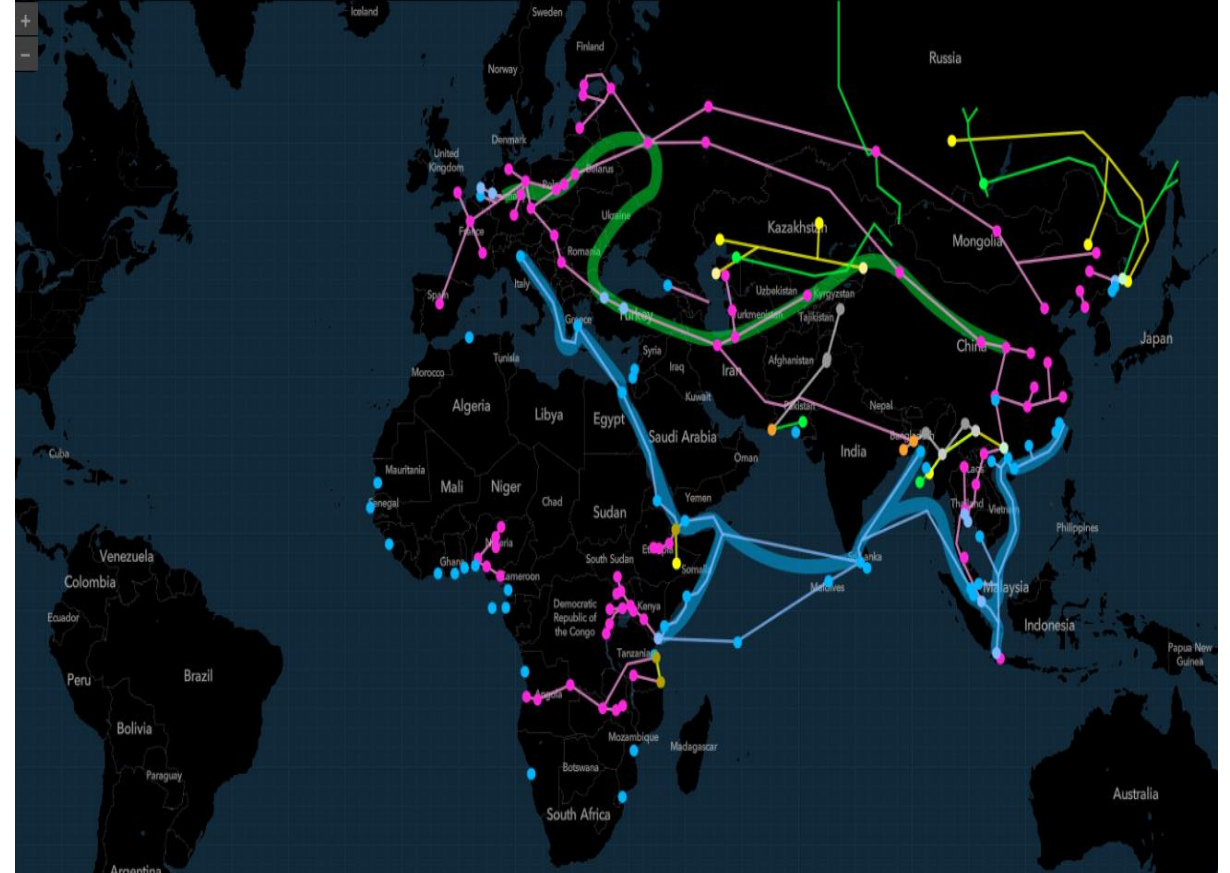 +
−
Iceland
Sweden
Finland
Norway
Russia
Denmark
United
Kingdom
Belarus
Ukraine
France
Kazakhstan
Mongolia
Romania
Italy
Spain
Uzbekistan
Kyrgyzstan
Greece
Turkey
Turkmenistan
Tajikistan
China
Japan
Tunisia
Syria
Afghanistan
Morocco
Iraq
Iran
Algeria
Libya
Egypt
Kuwait
Pakistan
Nepal
Saudi Arabia
Bangladesh
Cuba
Oman
India
Mauritania
Laos
Mali
Niger
Chad
Yemen
Senegal
Sudan
Thailand
Vietnam
Philippines
Nigeria
Venezuela
Ghana
South Sudan
Ethiopia
Somali
Sri Lanka
Colombia
Cameroon
Maldives
Malaysia
Ecuador
Democratic
Republic of
the Congo
Kenya
Indonesia
Tanzania
Papua New
Guinea
Peru
Brazil
Angola
Bolivia
Mozambique
Madagascar
Paraguay
Botswana
Australia
South Africa
Argentina